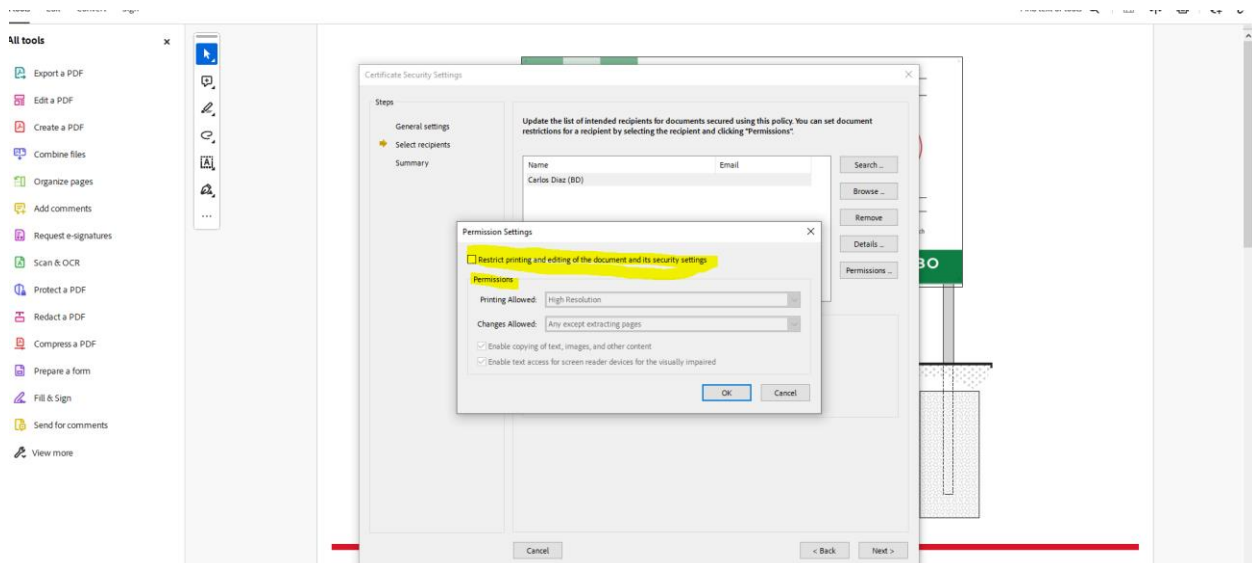 All tools
Export a PDF
Edit a PDF
Create a PDF
Combine files
Organize pages
Add comments
Request e-signatures
Scan & OCR
Protect a PDF
Redact a PDF
Compress a PDF
Prepare a form
Fill & Sign
Send for comments
View more
Certificate Security Settings
Steps
General settings
Select recipients
Summary
Update the list of intended recipients for documents secured using this policy. You can set document
restrictions for a recipient by selecting the recipient and clicking "Permissions".
Name Email
Carlos Diaz (BD)
Search ...
Browse ...
Remove
Details ...
Permissions ...
Permission Settings
Restrict printing and editing of the document and its security settings
Permissions
Printing Allowed: High Resolution
Changes Allowed: Any except extracting pages
Enable copying of text, images, and other content
Enable text access for screen reader devices for the visually impaired
OK Cancel
BO
Cancel < Back Next >